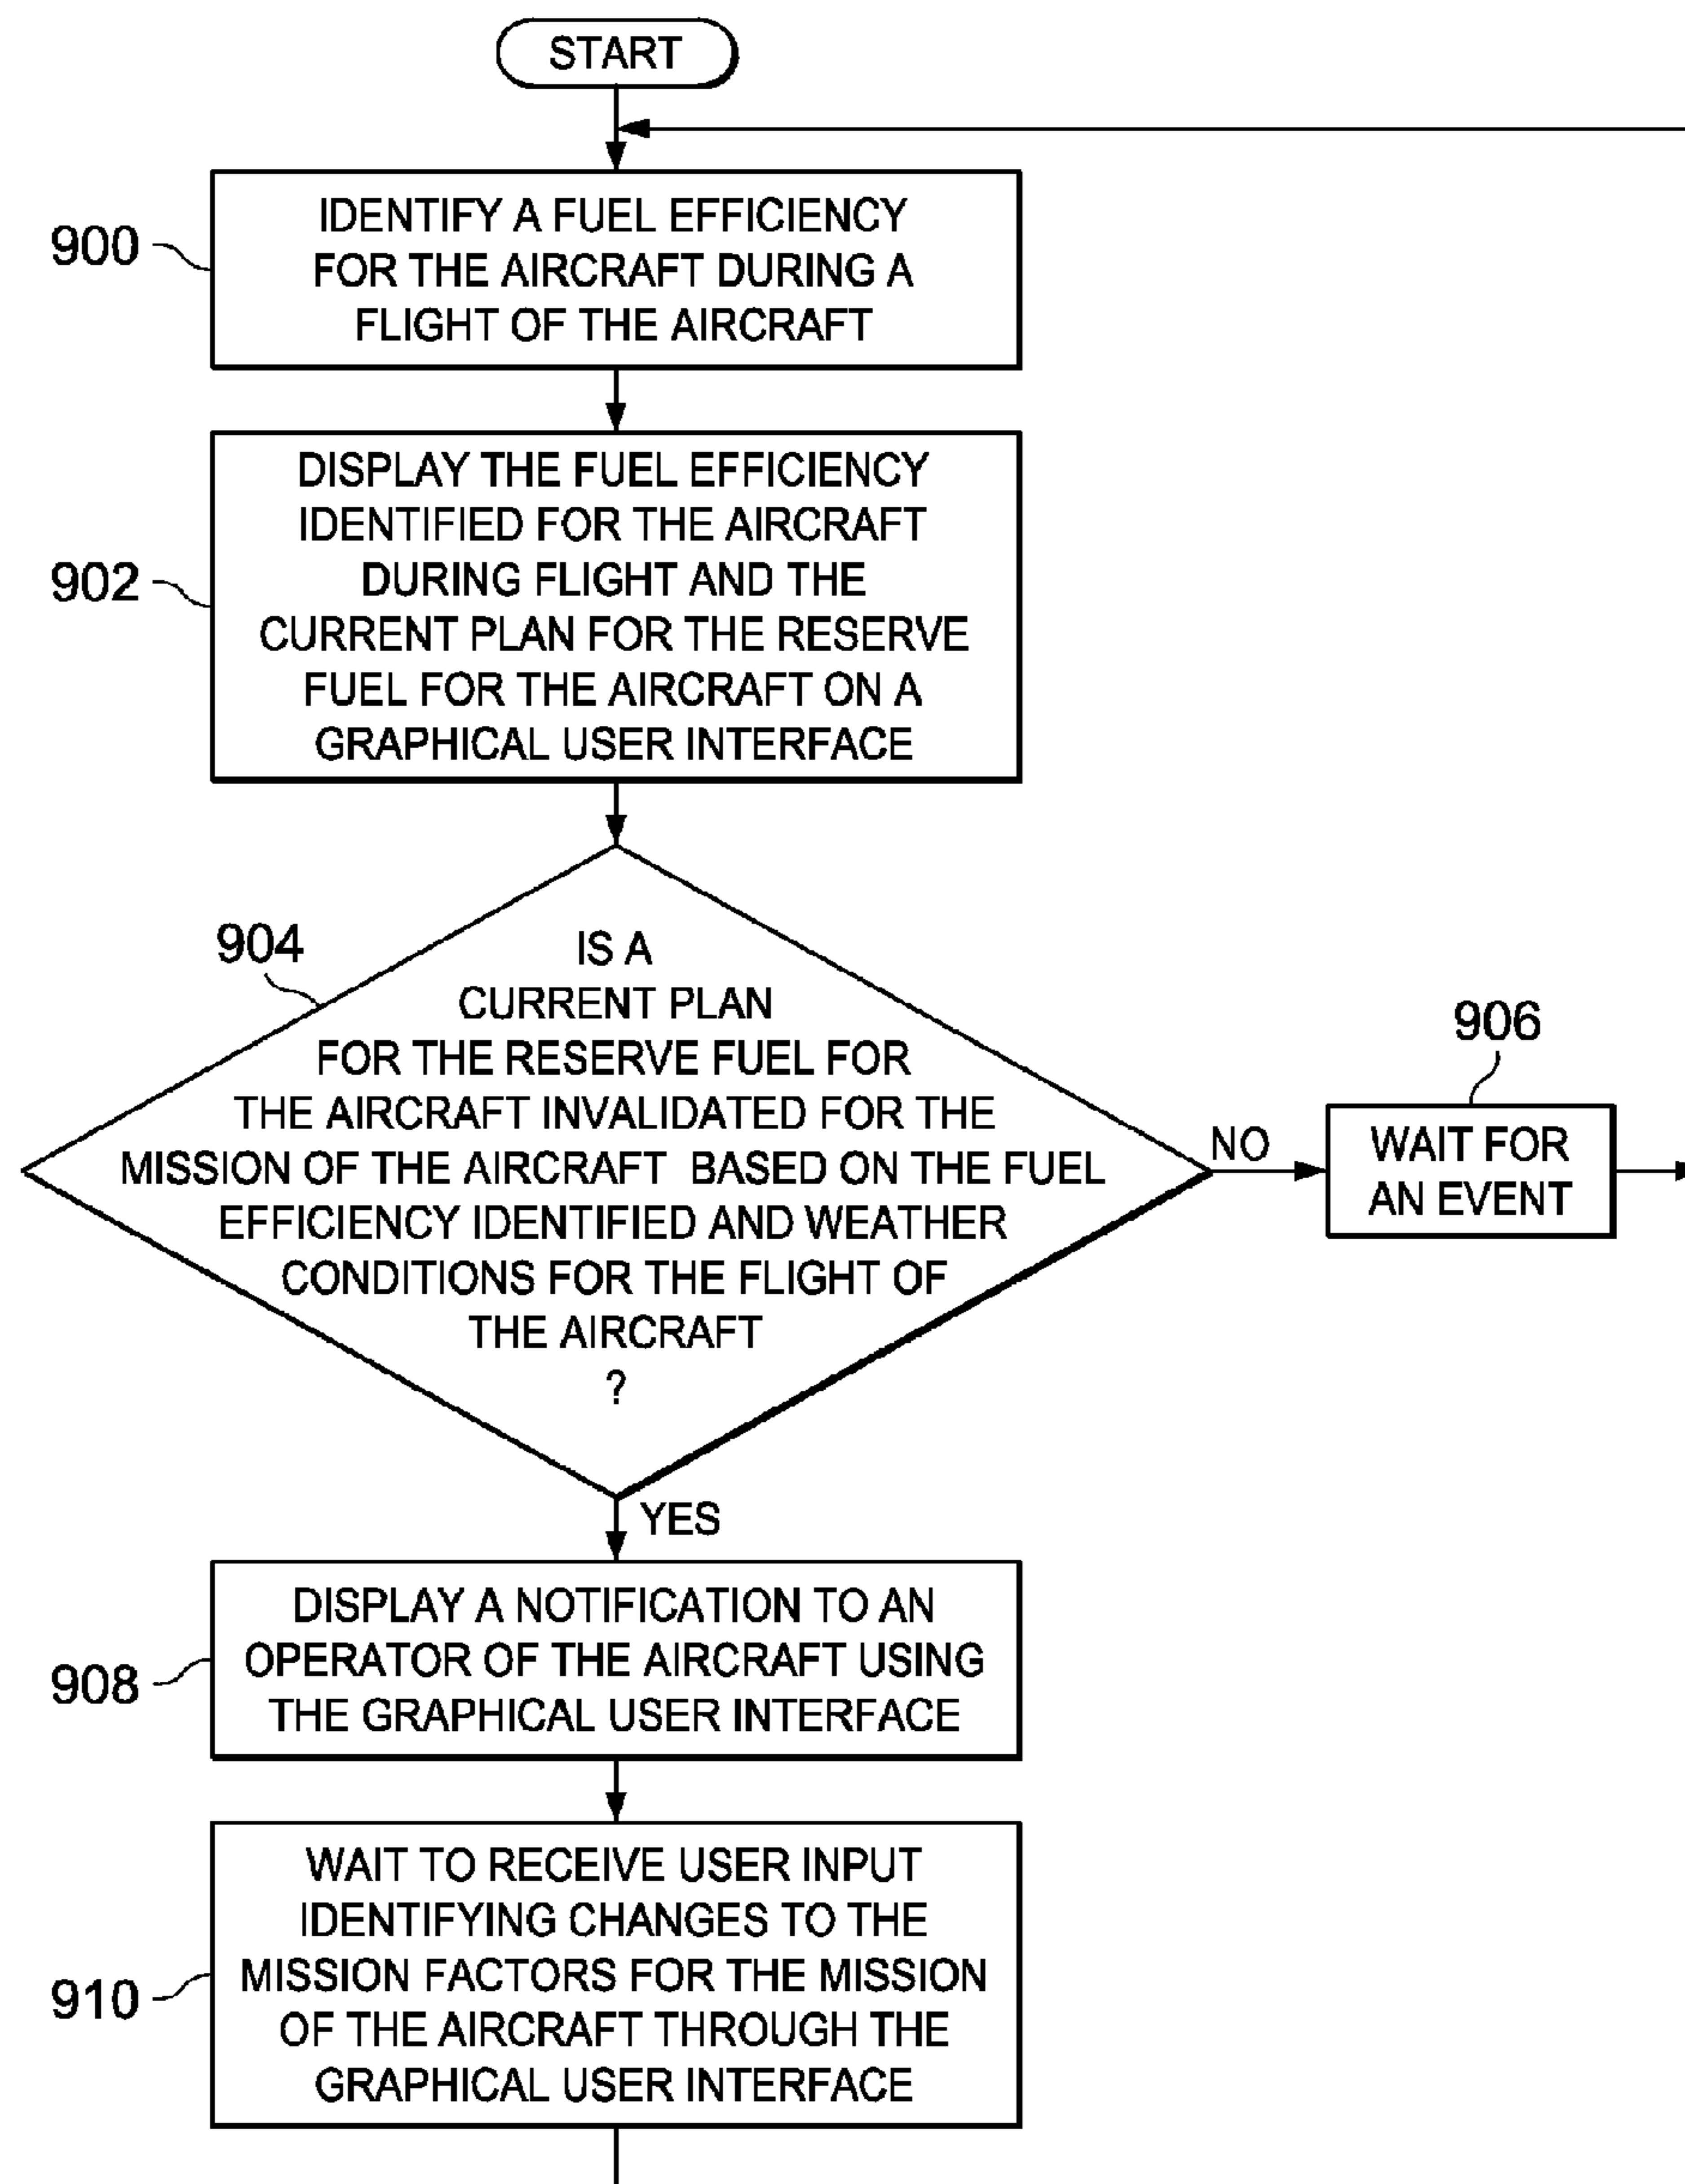 START
900
IDENTIFY A FUEL EFFICIENCY
FOR THE AIRCRAFT DURING A
FLIGHT OF THE AIRCRAFT
902
DISPLAY THE FUEL EFFICIENCY
IDENTIFIED FOR THE AIRCRAFT
DURING FLIGHT AND THE
CURRENT PLAN FOR THE RESERVE
FUEL FOR THE AIRCRAFT ON A
GRAPHICAL USER INTERFACE
904
IS A
CURRENT PLAN
FOR THE RESERVE FUEL FOR
THE AIRCRAFT INVALIDATED FOR THE
MISSION OF THE AIRCRAFT BASED ON THE FUEL
EFFICIENCY IDENTIFIED AND WEATHER
CONDITIONS FOR THE FLIGHT OF
THE AIRCRAFT
?
NO
906
WAIT FOR
AN EVENT
YES
908
DISPLAY A NOTIFICATION TO AN
OPERATOR OF THE AIRCRAFT USING
THE GRAPHICAL USER INTERFACE
910
WAIT TO RECEIVE USER INPUT
IDENTIFYING CHANGES TO THE
MISSION FACTORS FOR THE MISSION
OF THE AIRCRAFT THROUGH THE
GRAPHICAL USER INTERFACE